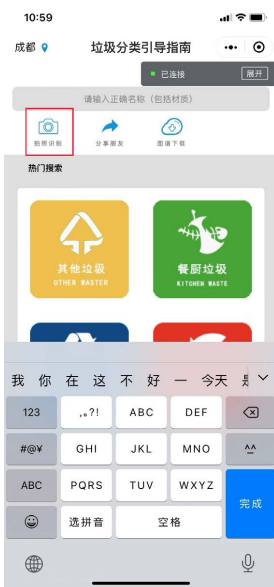 10:59
成都
垃圾分类引导指南
已连接
展开
请输入正确名称（包括材质）
拍照识别
分享朋友
图谱下载
热门搜索
其他垃圾
OTHER WASTER
餐厨垃圾
KITCHEN WASTE
我 你 在 这 不 好 一 今天
123
,。?!
ABC
DEF
#@¥
GHI
JKL
MNO
^^
ABC
PQRS
TUV
WXYZ
完成
选拼音
空格